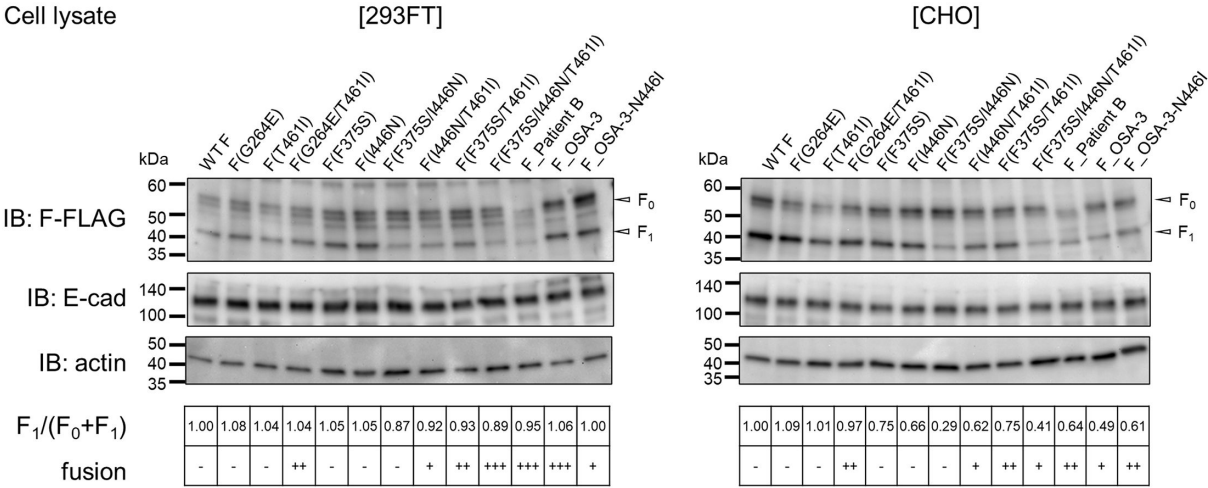 Cell lysate [293FT] [CHO]
WT F F(G264E) F(T461I) F(G264E/T461I) F(F375S) F(I446N) F(F375S/I446N) F(I446N/T461I) F(F375S/T461I) F(F375S/I446N/T461I) F_Patient B F_OSA-3 F_OSA-3-N446I
WT F F(G264E) F(T461I) F(G264E/T461I) F(F375S) F(I446N) F(F375S/I446N) F(I446N/T461I) F(F375S/T461I) F(F375S/I446N/T461I) F_Patient B F_OSA-3 F_OSA-3-N446I
kDa kDa
60 60
IB: F-FLAG 50 F0 50 F0
40 F1 40 F1
35 35
IB: E-cad 140 140
100 100
50 50
IB: actin 40 40
35 35
F1/(F0+F1) 1.00 1.08 1.04 1.04 1.05 1.05 0.87 0.92 0.93 0.89 0.95 1.06 1.00 1.00 1.09 1.01 0.97 0.75 0.66 0.29 0.62 0.75 0.41 0.64 0.49 0.61
fusion - - - ++ - - - + ++ +++ +++ +++ + - - - ++ - - - + ++ + ++ + ++